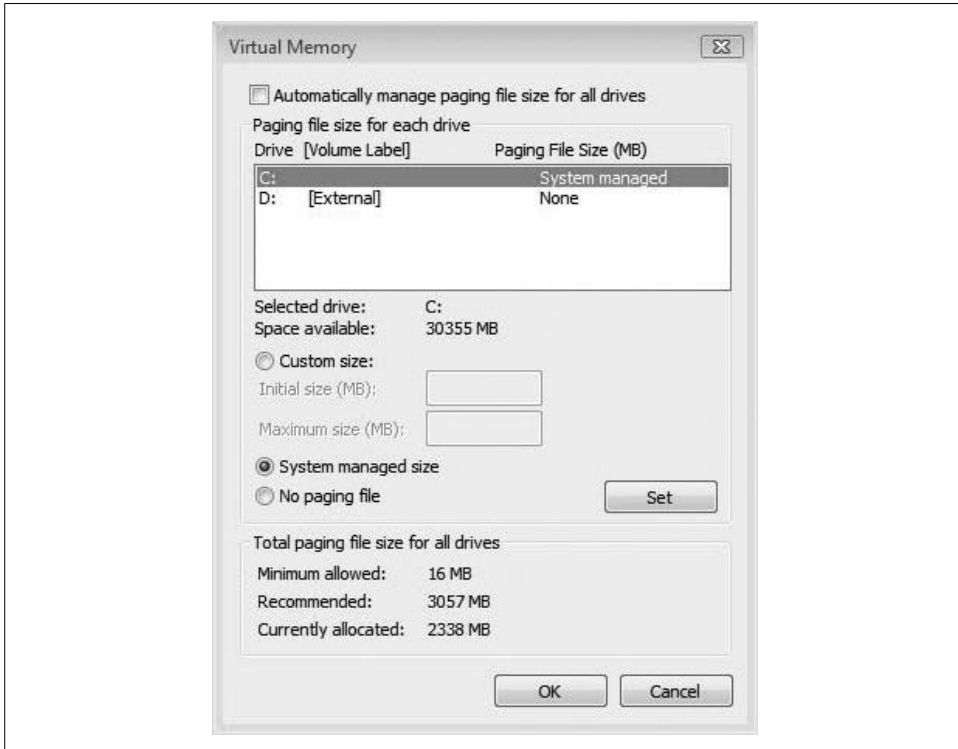 Virtual Memory
Automatically manage paging file size for all drives
Paging file size for each drive
Drive [Volume Label] Paging File Size (MB)
C: System managed
D: [External] None
Selected drive: C:
Space available: 30355 MB
Custom size:
Initial size (MB):
Maximum size (MB):
System managed size
No paging file Set
Total paging file size for all drives
Minimum allowed: 16 MB
Recommended: 3057 MB
Currently allocated: 2338 MB
OK Cancel